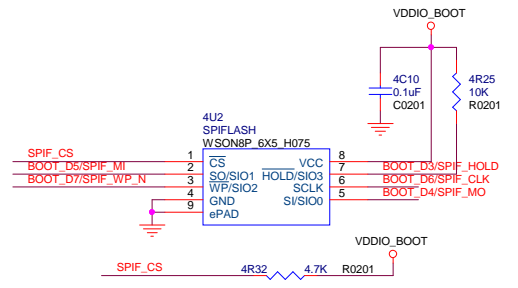 VDDIO_BOOT
4C10
0.1uF
C0201
4R25
10K
R0201
4U2
SPIFLASH
WSON8P_6X5_H075
SPIF_CS
BOOT_D5/SPIF_MI
BOOT_D7/SPIF_WP_N
1
2
3
4
9
CS
SO/SIO1
WP/SIO2
GND
ePAD
VCC
HOLD/SIO3
SCLK
SI/SIO0
8
7
6
5
BOOT_D3/SPIF_HOLD
BOOT_D6/SPIF_CLK
BOOT_D4/SPIF_MO
VDDIO_BOOT
SPIF_CS
4R32
4.7K
R0201